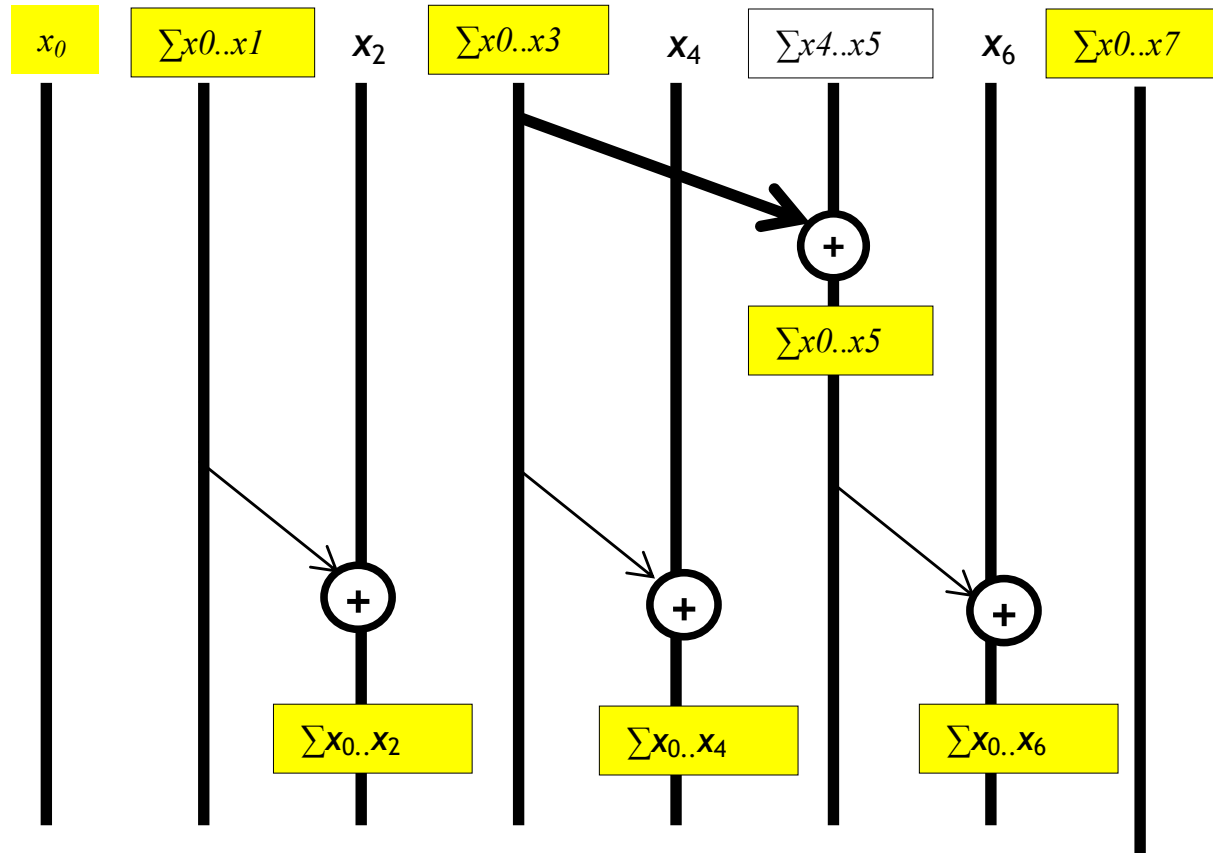 x₀ ∑x0..x1 x₂ ∑x0..x3 x₄ ∑x4..x5 x₆ ∑x0..x7
+
∑x0..x5
+ + +
∑x₀..x₂ ∑x₀..x₄ ∑x₀..x₆